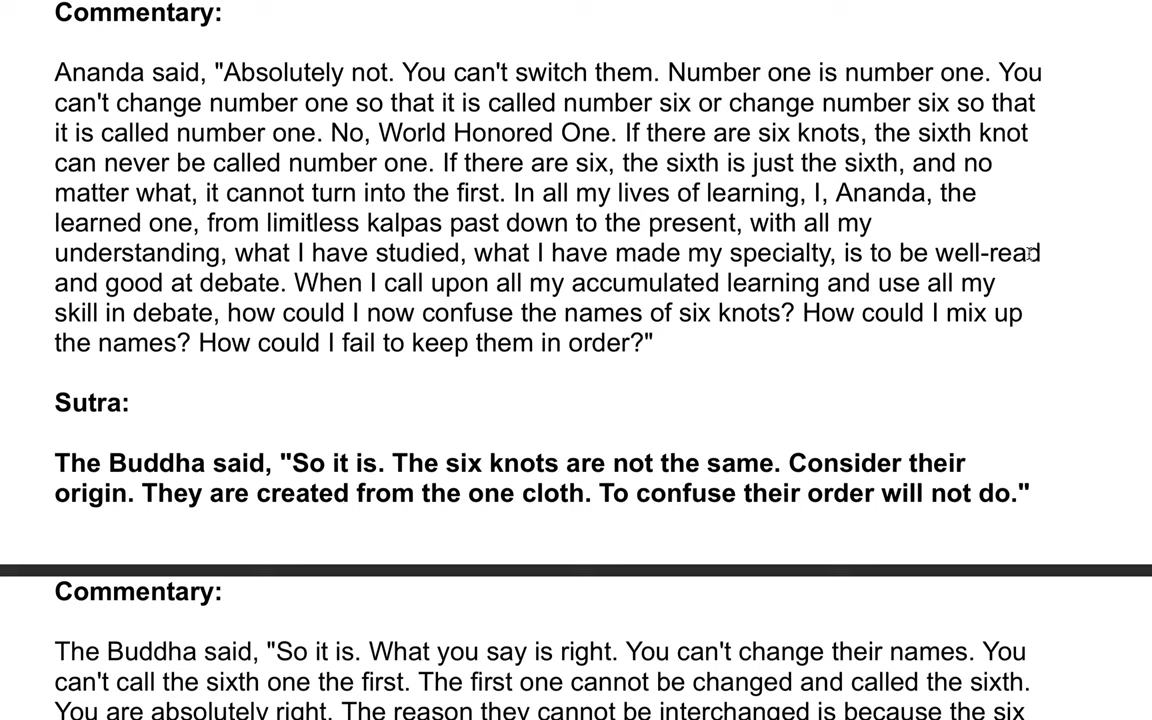 Commentary:
Ananda said, "Absolutely not. You can't switch them. Number one is number one. You
can't change number one so that it is called number six or change number six so that
it is called number one. No, World Honored One. If there are six knots, the sixth knot
can never be called number one. If there are six, the sixth is just the sixth, and no
matter what, it cannot turn into the first. In all my lives of learning, I, Ananda, the
learned one, from limitless kalpas past down to the present, with all my
understanding, what I have studied, what I have made my specialty, is to be well-read
and good at debate. When I call upon all my accumulated learning and use all my
skill in debate, how could I now confuse the names of six knots? How could I mix up
the names? How could I fail to keep them in order?"
Sutra:
The Buddha said, "So it is. The six knots are not the same. Consider their
origin. They are created from the one cloth. To confuse their order will not do."
Commentary:
The Buddha said, "So it is. What you say is right. You can't change their names. You
can't call the sixth one the first. The first one cannot be changed and called the sixth.
You are absolutely right. The reason they cannot be interchanged is because the six